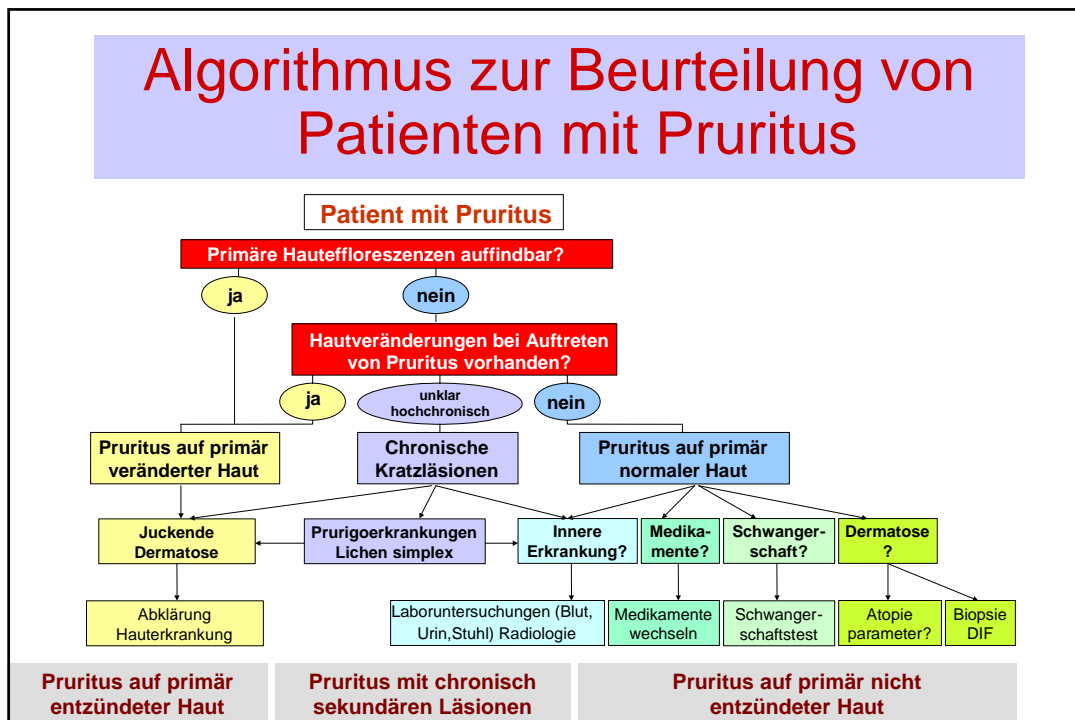 Algorithmus zur Beurteilung von
Patienten mit Pruritus
Patient mit Pruritus
Primäre Hauteffloreszenzen auffindbar?
ja
nein
Hautveränderungen bei Auftreten
von Pruritus vorhanden?
ja
unklar
hochchronisch
nein
Pruritus auf primär
veränderter Haut
Chronische
Kratzläsionen
Pruritus auf primär
normaler Haut
Juckende
Dermatose
Prurigoerkrankungen
Lichen simplex
Innere
Erkrankung?
Medika-
mente?
Schwanger-
schaft?
Dermatose
?
Abklärung
Hauterkrankung
Laboruntersuchungen (Blut,
Urin,Stuhl) Radiologie
Medikamente
wechseln
Schwanger-
schaftstest
Atopie
parameter?
Biopsie
DIF
Pruritus auf primär
entzündeter Haut
Pruritus mit chronisch
sekundären Läsionen
Pruritus auf primär nicht
entzündeter Haut